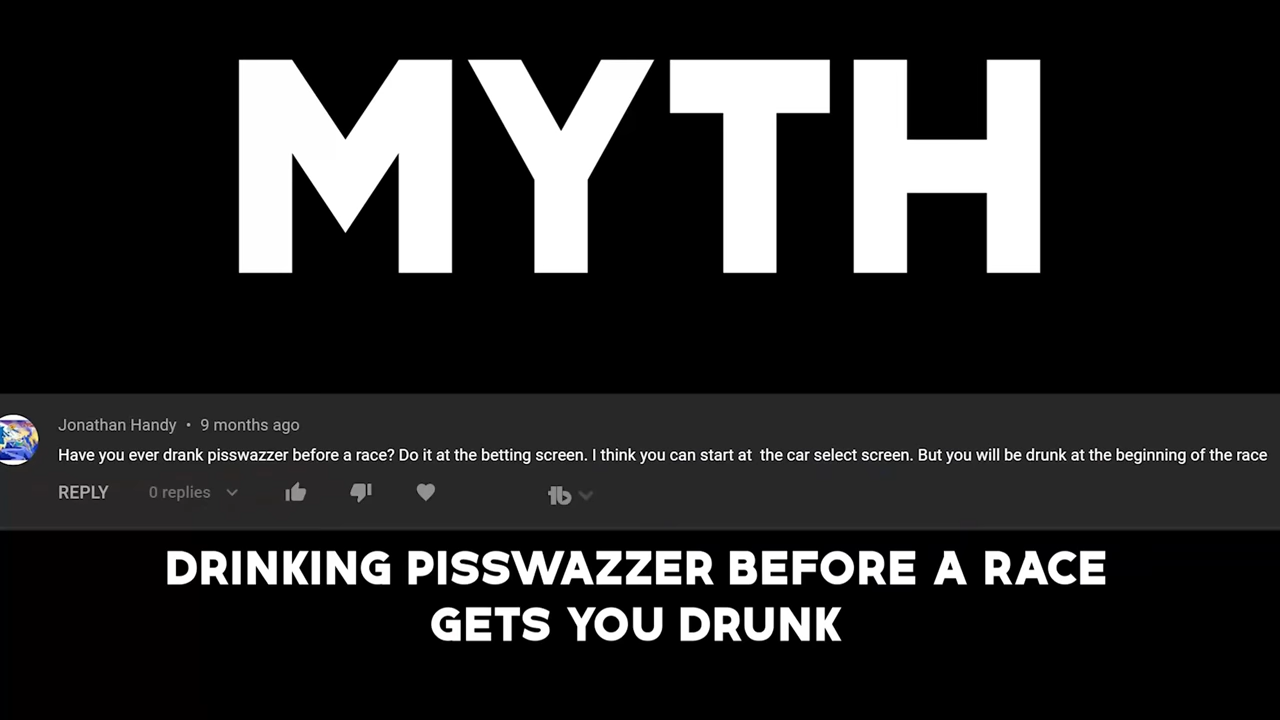 MYTH
Jonathan Handy • 9 months ago
Have you ever drank pisswazzer before a race? Do it at the betting screen. I think you can start at  the car select screen. But you will be drunk at the beginning of the race
REPLY 0 replies
DRINKING PISSWAZZER BEFORE A RACE
GETS YOU DRUNK